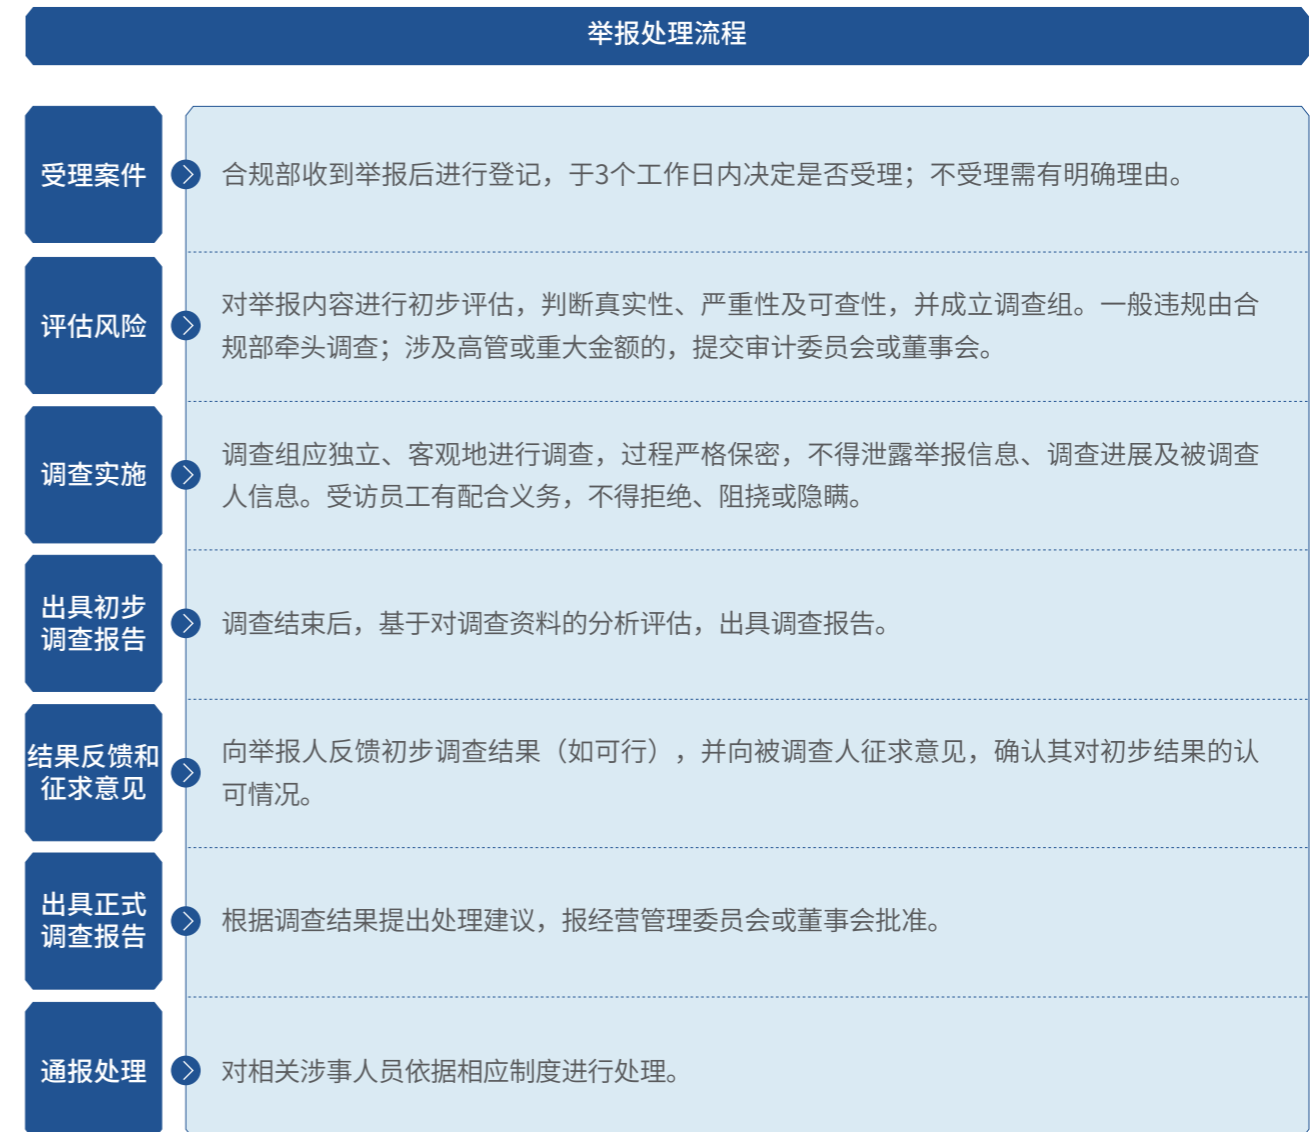 举报处理流程
受理案件
合规部收到举报后进行登记，于3个工作日内决定是否受理；不受理需有明确理由。
评估风险
对举报内容进行初步评估，判断真实性、严重性及可查性，并成立调查组。一般违规由合
规部牵头调查；涉及高管或重大金额的，提交审计委员会或董事会。
调查实施
调查组应独立、客观地进行调查，过程严格保密，不得泄露举报信息、调查进展及被调查
人信息。受访员工有配合义务，不得拒绝、阻挠或隐瞒。
出具初步
调查报告
调查结束后，基于对调查资料的分析评估，出具调查报告。
结果反馈和
征求意见
向举报人反馈初步调查结果（如可行），并向被调查人征求意见，确认其对初步结果的认
可情况。
出具正式
调查报告
根据调查结果提出处理建议，报经营管理委员会或董事会批准。
通报处理
对相关涉事人员依据相应制度进行处理。